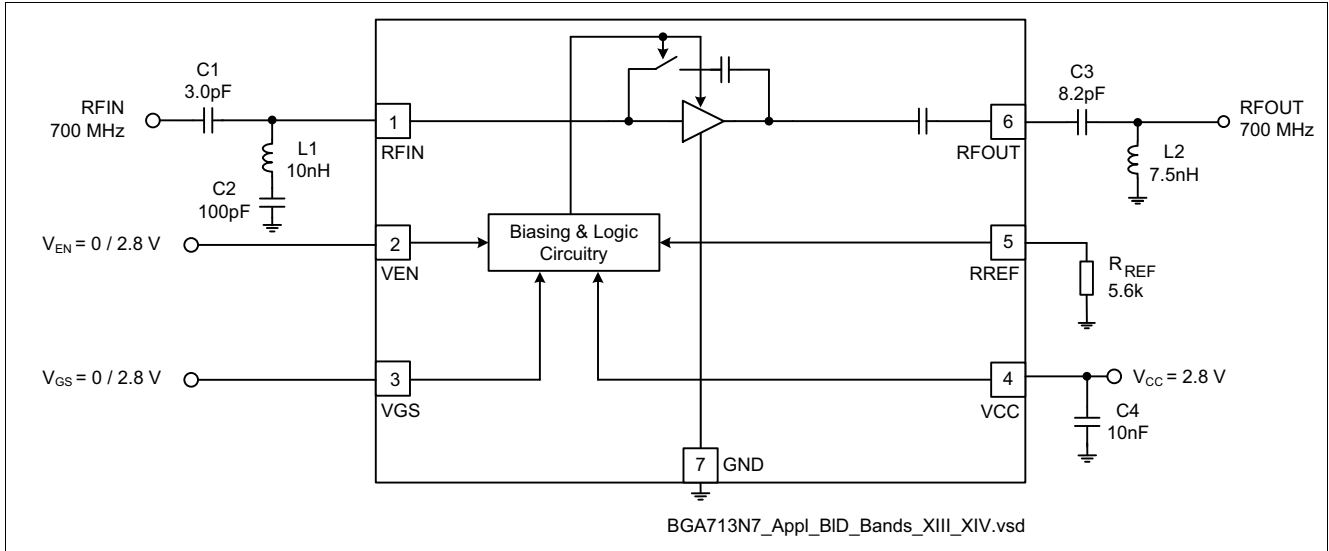 C1
3.0pF
RFIN
700 MHz
L1
10nH
C2
100pF
1
RFIN
6
RFOUT
C3
8.2pF
RFOUT
700 MHz
L2
7.5nH
V_EN = 0 / 2.8 V
2
VEN
Biasing & Logic
Circuitry
5
RREF
R_REF
5.6k
V_GS = 0 / 2.8 V
3
VGS
4
VCC
V_CC = 2.8 V
C4
10nF
7
GND
BGA713N7_Appl_BID_Bands_XIII_XIV.vsd